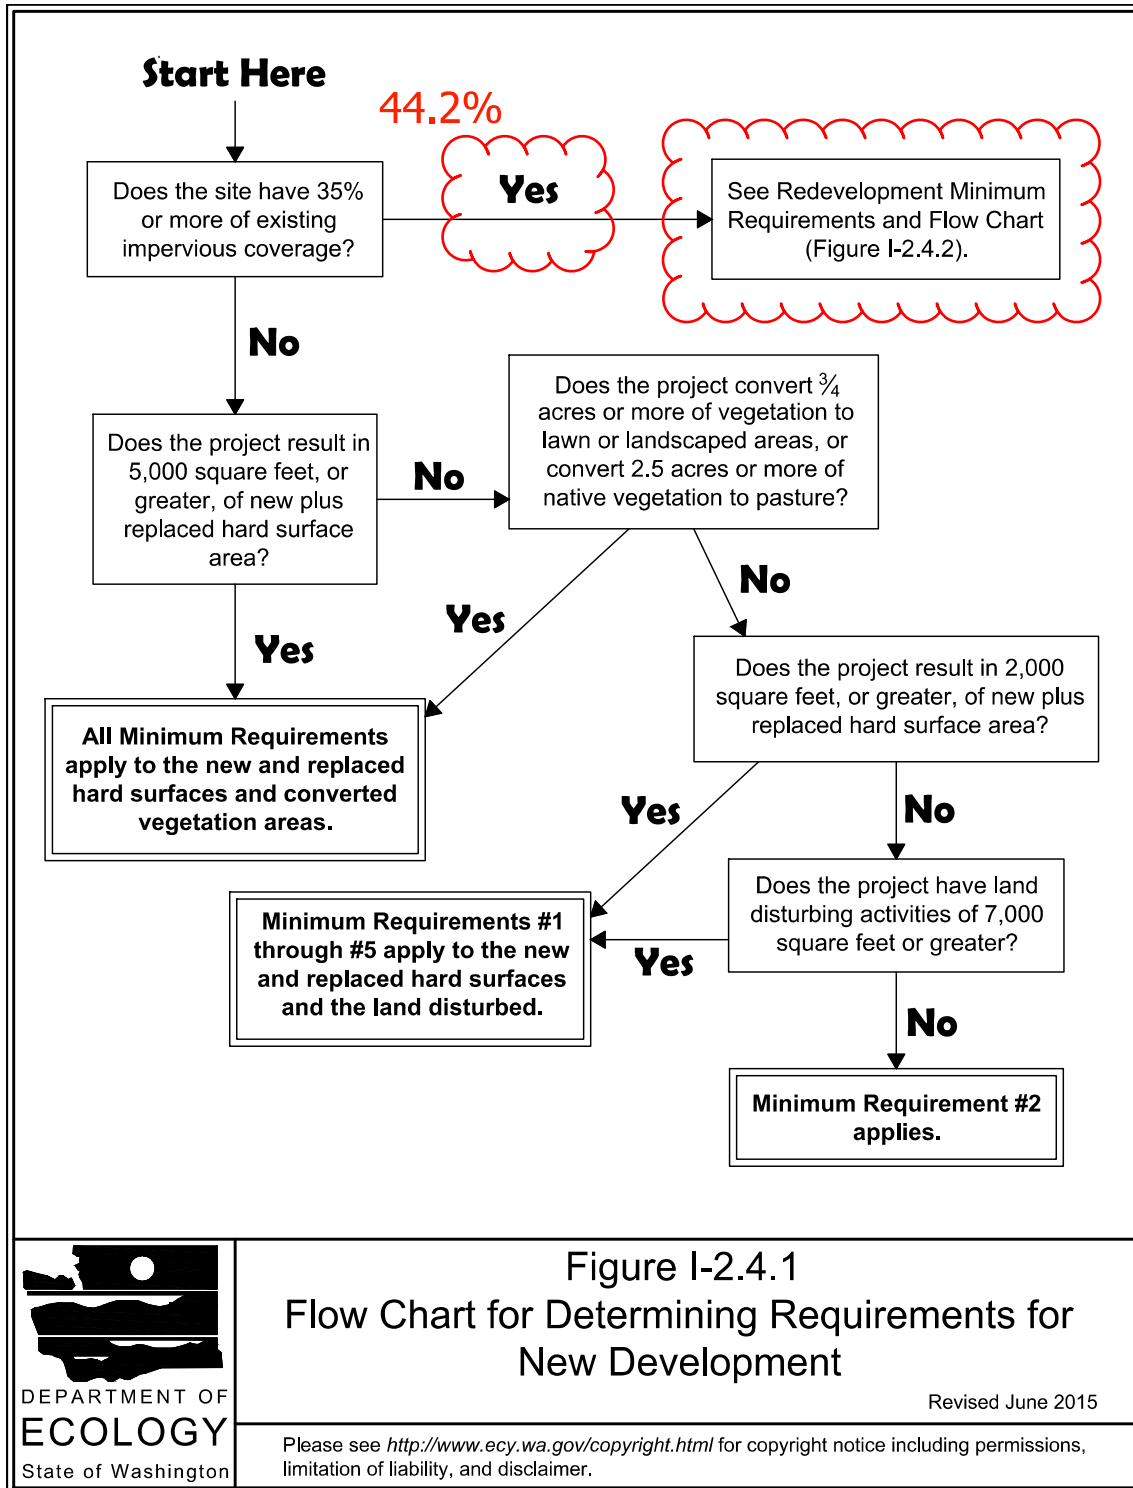 Start Here
44.2%
Does the site have 35%
or more of existing
impervious coverage?
Yes
See Redevelopment Minimum
Requirements and Flow Chart
(Figure I-2.4.2).
No
Does the project result in
5,000 square feet, or
greater, of new plus
replaced hard surface
area?
No
Does the project convert ¾
acres or more of vegetation to
lawn or landscaped areas, or
convert 2.5 acres or more of
native vegetation to pasture?
Yes
Yes
No
All Minimum Requirements
apply to the new and replaced
hard surfaces and converted
vegetation areas.
Does the project result in 2,000
square feet, or greater, of new plus
replaced hard surface area?
Yes
No
Minimum Requirements #1
through #5 apply to the new
and replaced hard surfaces
and the land disturbed.
Yes
Does the project have land
disturbing activities of 7,000
square feet or greater?
No
Minimum Requirement #2
applies.
DEPARTMENT OF
ECOLOGY
State of Washington
Figure I-2.4.1
Flow Chart for Determining Requirements for
New Development
Revised June 2015
Please see http://www.ecy.wa.gov/copyright.html for copyright notice including permissions,
limitation of liability, and disclaimer.